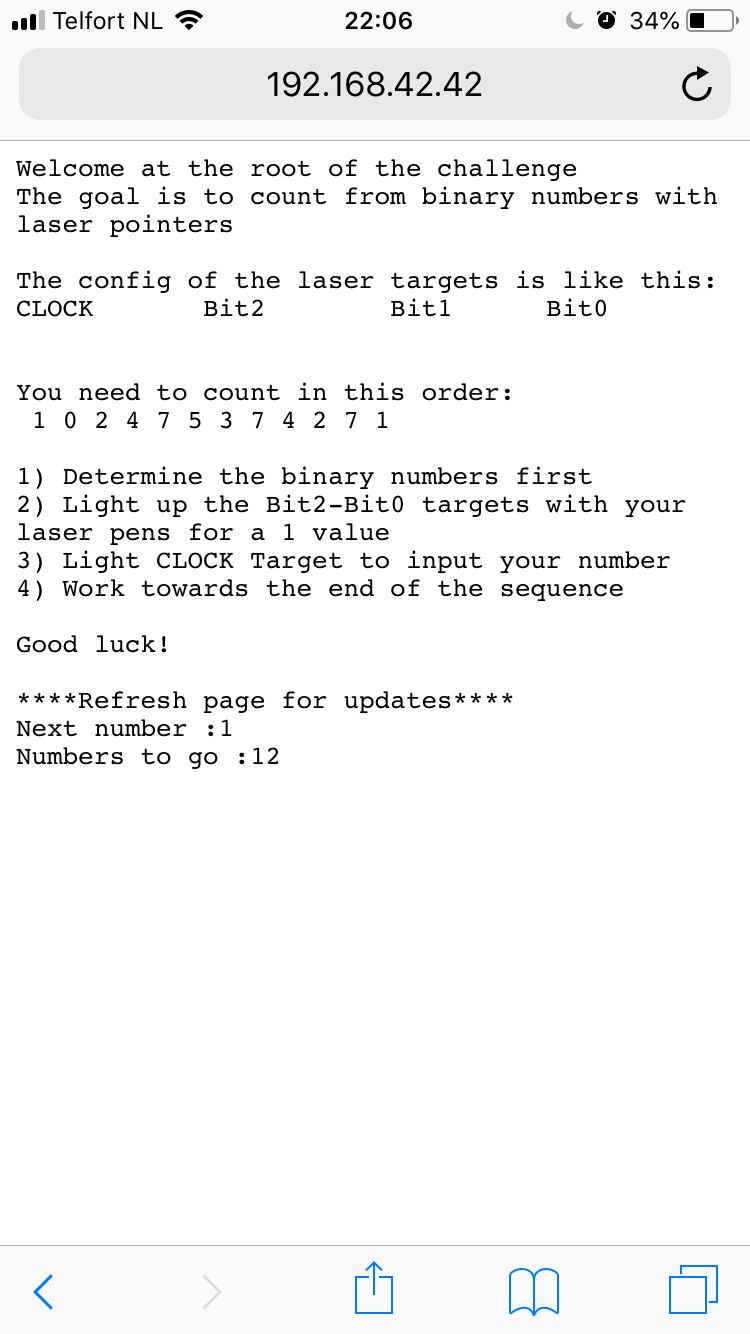 Telfort NL 22:06 34%
192.168.42.42
Welcome at the root of the challenge
The goal is to count from binary numbers with
laser pointers
The config of the laser targets is like this:
CLOCK Bit2 Bit1 Bit0
You need to count in this order:
1 0 2 4 7 5 3 7 4 2 7 1
1) Determine the binary numbers first
2) Light up the Bit2-Bit0 targets with your
laser pens for a 1 value
3) Light CLOCK Target to input your number
4) Work towards the end of the sequence
Good luck!
****Refresh page for updates****
Next number :1
Numbers to go :12